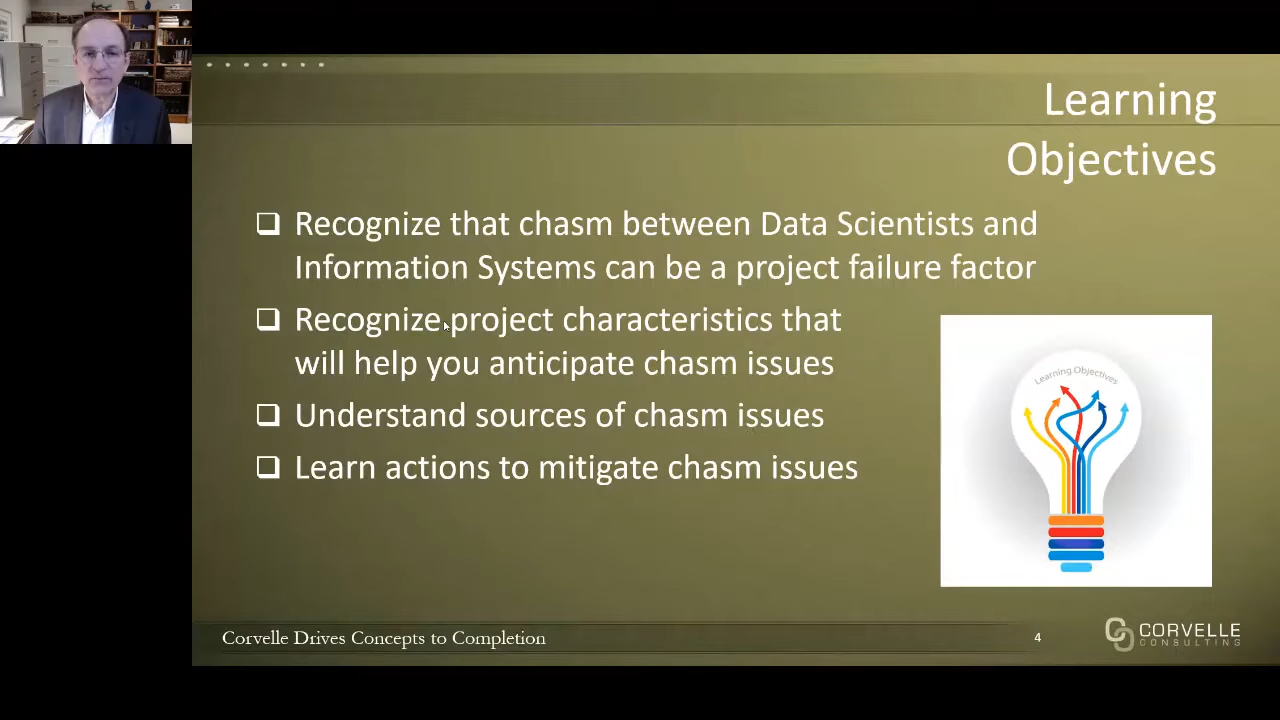 Learning
Objectives
❑ Recognize that chasm between Data Scientists and
Information Systems can be a project failure factor
❑ Recognize project characteristics that
will help you anticipate chasm issues
❑ Understand sources of chasm issues
❑ Learn actions to mitigate chasm issues
Learning Objectives
Corvelle Drives Concepts to Completion
4
CORVELLE
CONSULTING